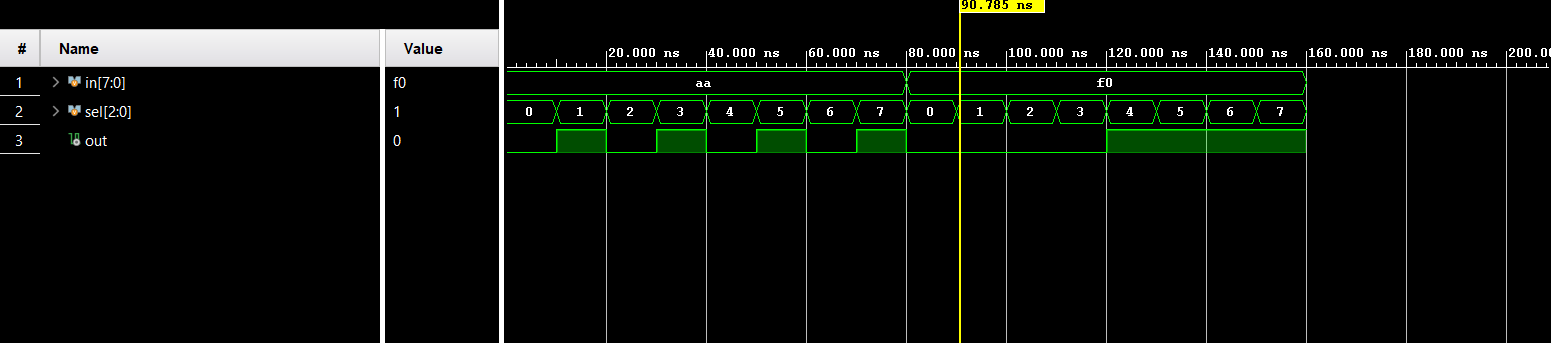 90.785 ns
# Name Value
20.000 ns 40.000 ns 60.000 ns 80.000 ns 100.000 ns 120.000 ns 140.000 ns 160.000 ns 180.000 ns 200.0
1 in[7:0] f0 aa f0
2 sel[2:0] 1 0 1 2 3 4 5 6 7 0 1 2 3 4 5 6 7
3 out 0